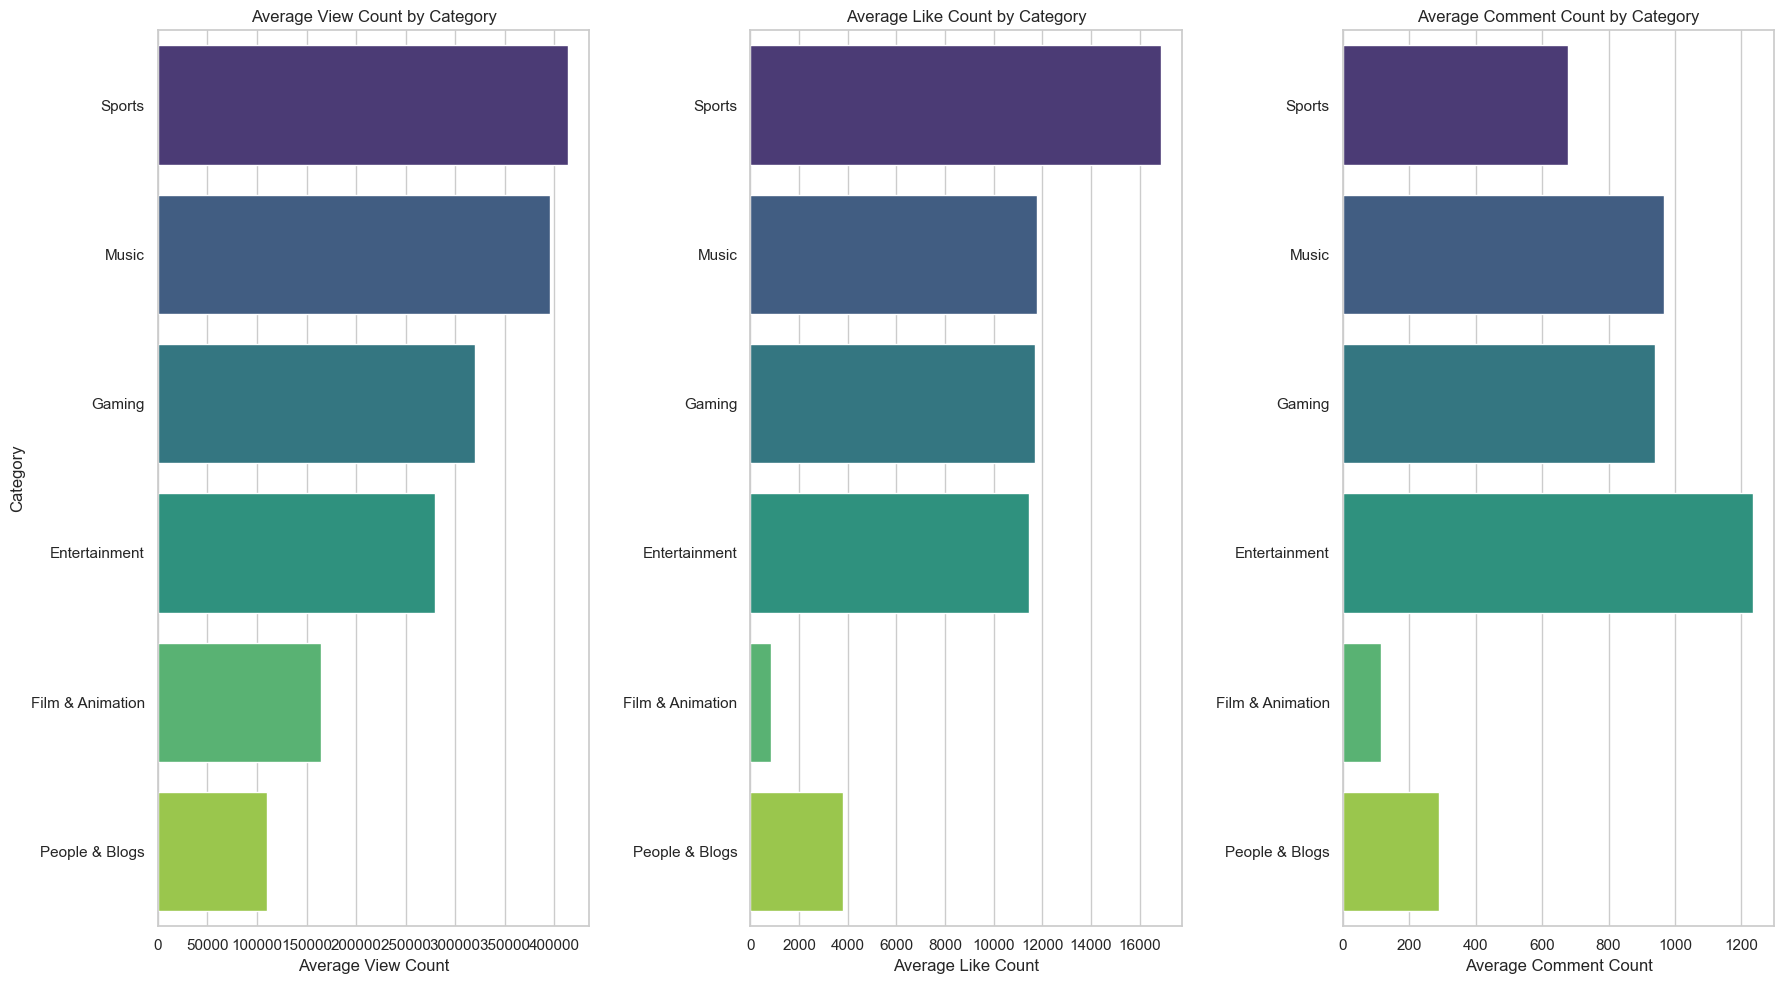 Average View Count by Category
Category
Sports
Music
Gaming
Entertainment
Film & Animation
People & Blogs
0 50000 100000 150000 200000 250000 300000 350000 400000
Average View Count
Average Like Count by Category
Sports
Music
Gaming
Entertainment
Film & Animation
People & Blogs
0 2000 4000 6000 8000 10000 12000 14000 16000
Average Like Count
Average Comment Count by Category
Sports
Music
Gaming
Entertainment
Film & Animation
People & Blogs
0 200 400 600 800 1000 1200
Average Comment Count